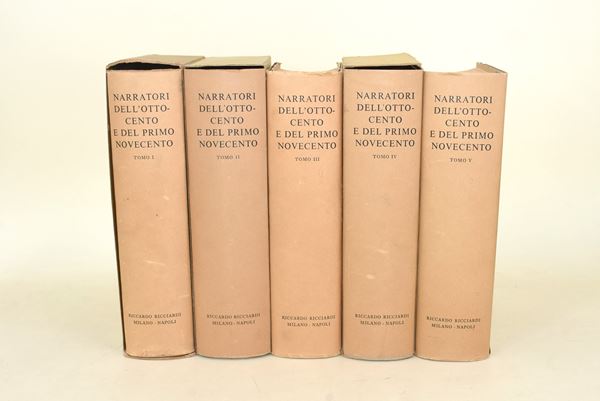 NARRATORI
DELL'OTTO-
CENTO
E DEL PRIMO
NOVECENTO
TOMO I
RICCARDO RICCIARDI
MILANO - NAPOLI
NARRATORI
DELL'OTTO-
CENTO
E DEL PRIMO
NOVECENTO
TOMO II
RICCARDO RICCIARDI
MILANO - NAPOLI
NARRATORI
DELL'OTTO-
CENTO
E DEL PRIMO
NOVECENTO
TOMO III
RICCARDO RICCIARDI
MILANO - NAPOLI
NARRATORI
DELL'OTTO-
CENTO
E DEL PRIMO
NOVECENTO
TOMO IV
RICCARDO RICCIARDI
MILANO - NAPOLI
NARRATORI
DELL'OTTO-
CENTO
E DEL PRIMO
NOVECENTO
TOMO V
RICCARDO RICCIARDI
MILANO - NAPOLI